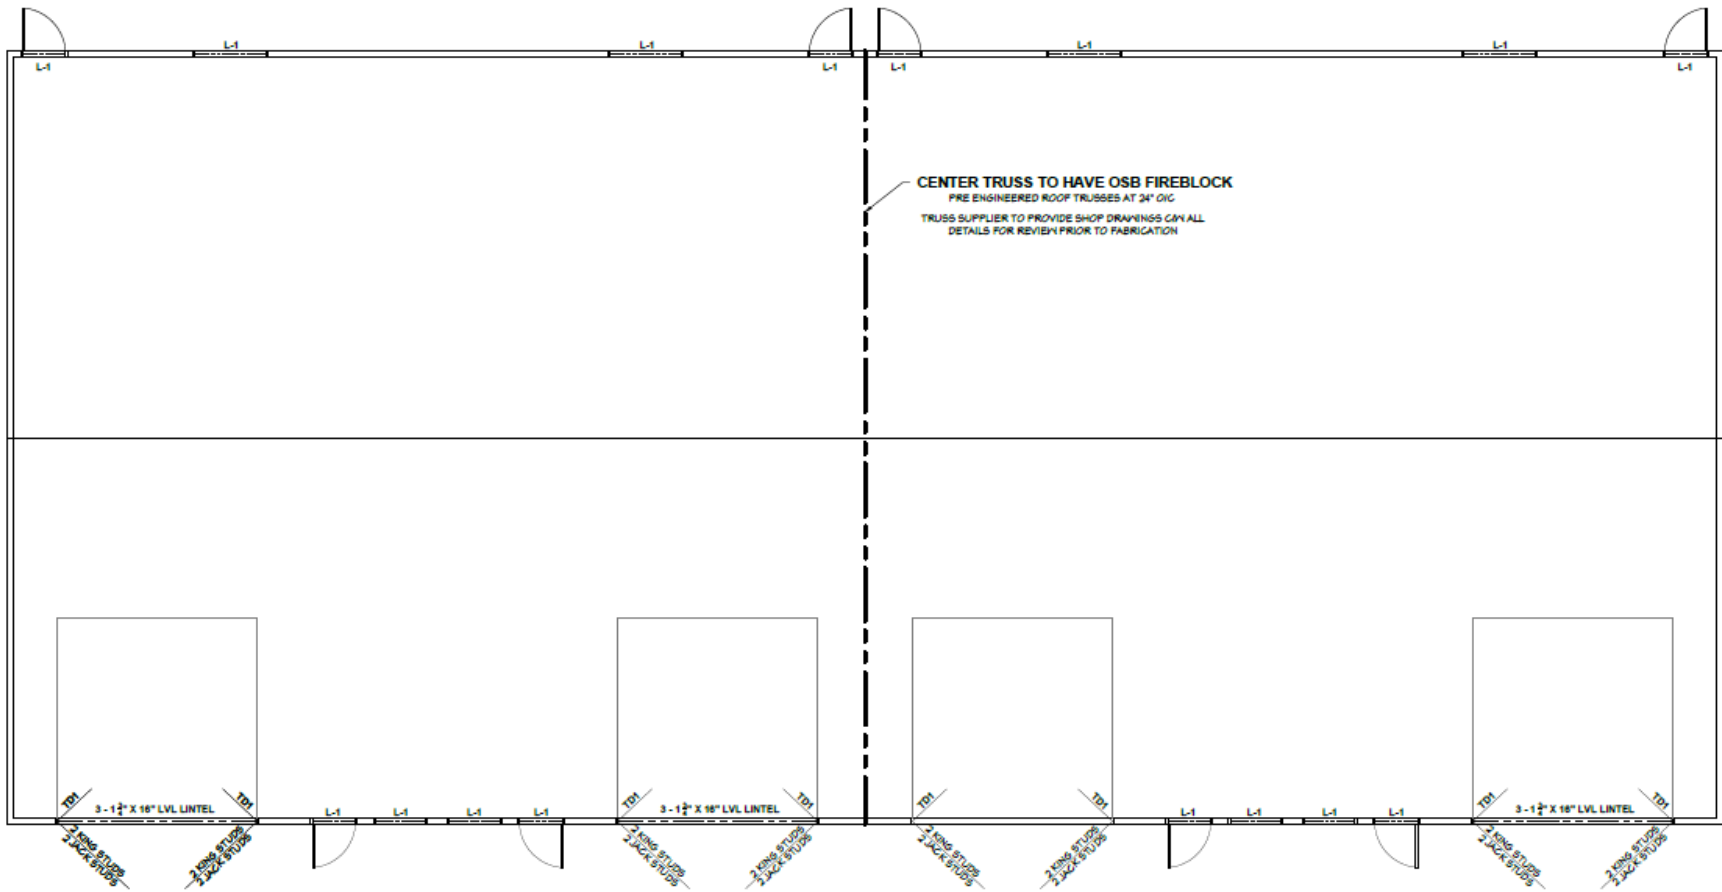 L-1 L-1 L-1 L-1
L-1 L-1 L-1 L-1
CENTER TRUSS TO HAVE OSB FIREBLOCK
PRE ENGINEERED ROOF TRUSSES AT 24" O/C
TRUSS SUPPLIER TO PROVIDE SHOP DRAWINGS C/W ALL
DETAILS FOR REVIEW PRIOR TO FABRICATION
TD1
3 - 1 3/4" X 16" LVL LINTEL
TD1
L-1
L-1
L-1
L-1
TD1
3 - 1 3/4" X 16" LVL LINTEL
TD1
TD1
TD1
L-1
L-1
L-1
L-1
TD1
3 - 1 3/4" X 16" LVL LINTEL
TD1
2 KING STUDS
2 JACK STUDS
2 KING STUDS
2 JACK STUDS
2 KING STUDS
2 JACK STUDS
2 KING STUDS
2 JACK STUDS
2 KING STUDS
2 JACK STUDS
2 KING STUDS
2 JACK STUDS
2 KING STUDS
2 JACK STUDS
2 KING STUDS
2 JACK STUDS